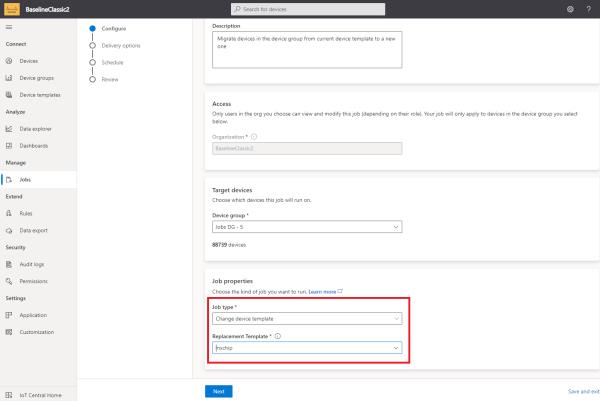 BaselineClassic2
Search for devices
?
Connect
Devices
Device groups
Device templates
Analyze
Data explorer
Dashboards
Manage
Jobs
Extend
Rules
Data export
Security
Audit logs
Permissions
Settings
Application
Customization
IoT Central Home
Configure
Delivery options
Schedule
Review
Description
Migrate devices in the device group from current device template to a new
one
Access
Only users in the org you choose can view and modify this job (depending on their role). Your job will only apply to devices in the device group you select
below.
Organization *
BaselineClassic2
Target devices
Choose which devices this job will run on.
Device group *
Jobs DG - 5
88739 devices
Job properties
Choose the kind of job you want to run. Learn more
Job type *
Change device template
Replacement Template *
mxchip
Next
Save and exit